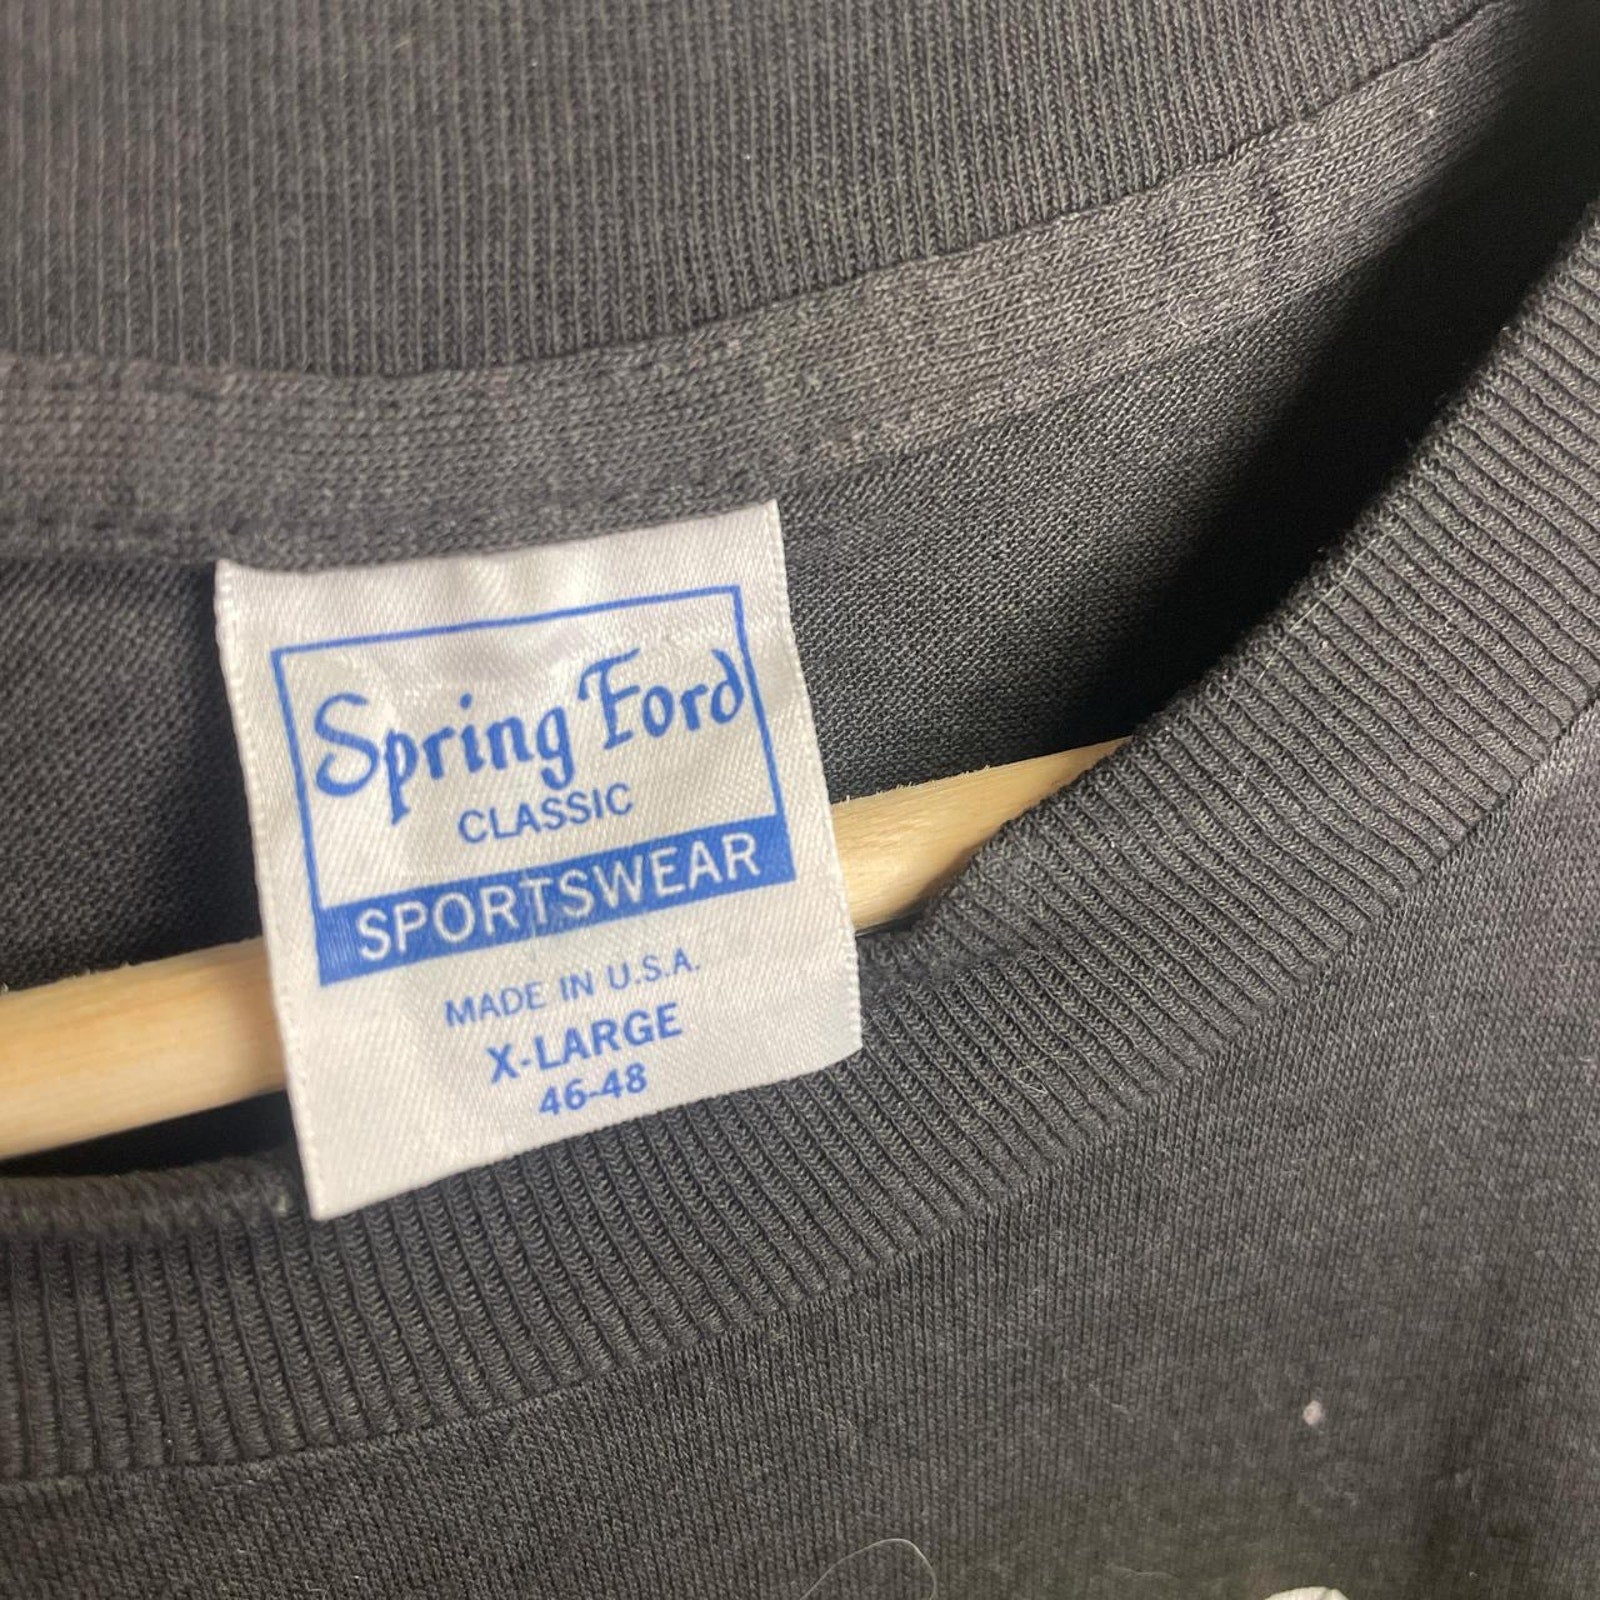 Spring Ford
CLASSIC
SPORTSWEAR
MADE IN U.S.A.
X-LARGE
46-48